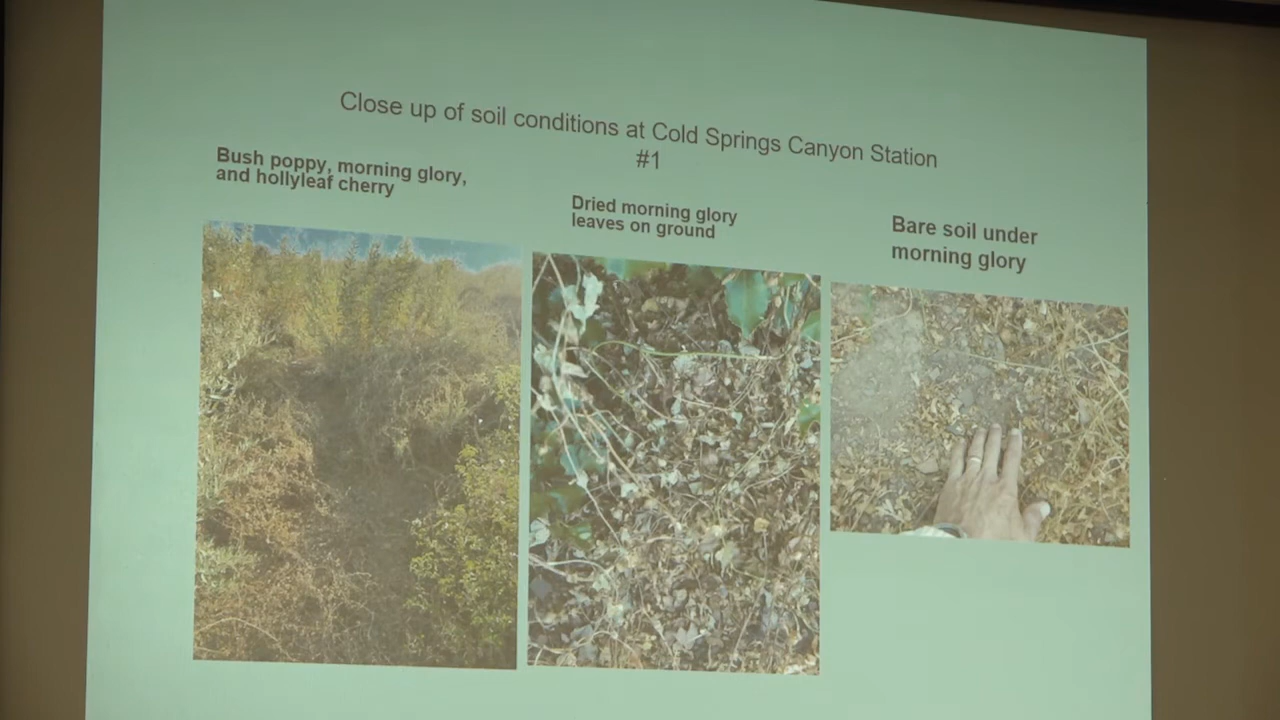 Close up of soil conditions at Cold Springs Canyon Station
#1
Bush poppy, morning glory,
and hollyleaf cherry
Dried morning glory
leaves on ground
Bare soil under
morning glory